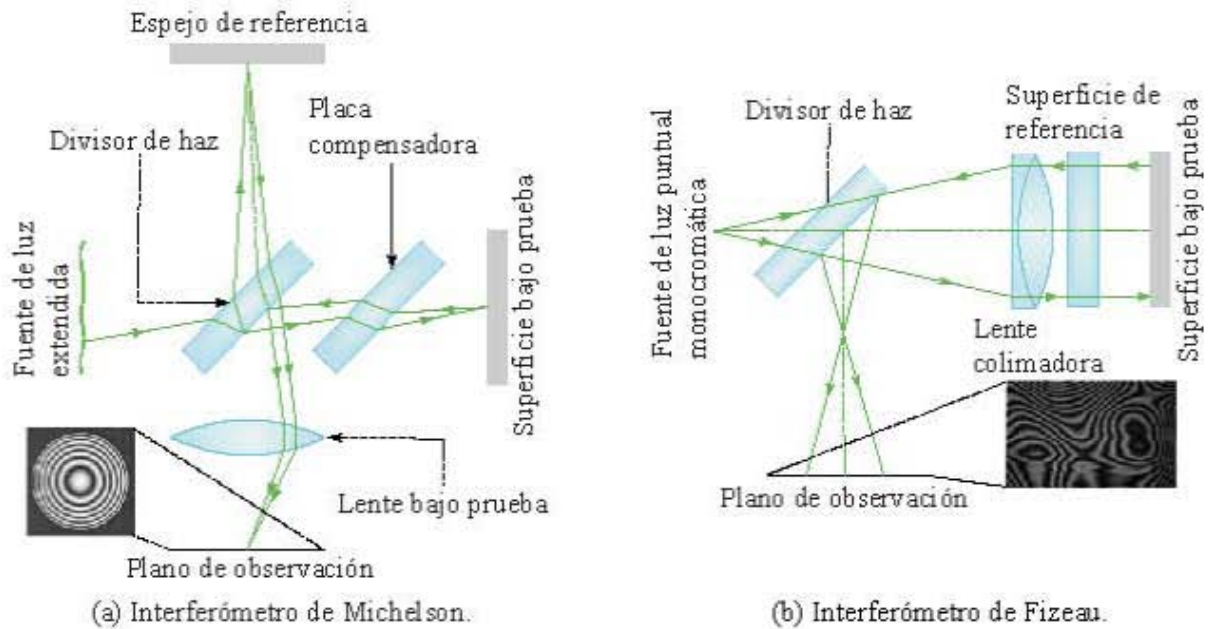 Espejo de referencia
Divisor de haz
Placa
compensadora
Fuente de luz
extendida
Superficie bajo prueba
Lente bajo prueba
Plano de observación
(a) Interferómetro de Michelson.
Divisor de haz
Superficie de
referencia
Fuente de luz puntual
monocromática
Superficie bajo prueba
Lente
colimadora
Plano de observación
(b) Interferómetro de Fizeau.